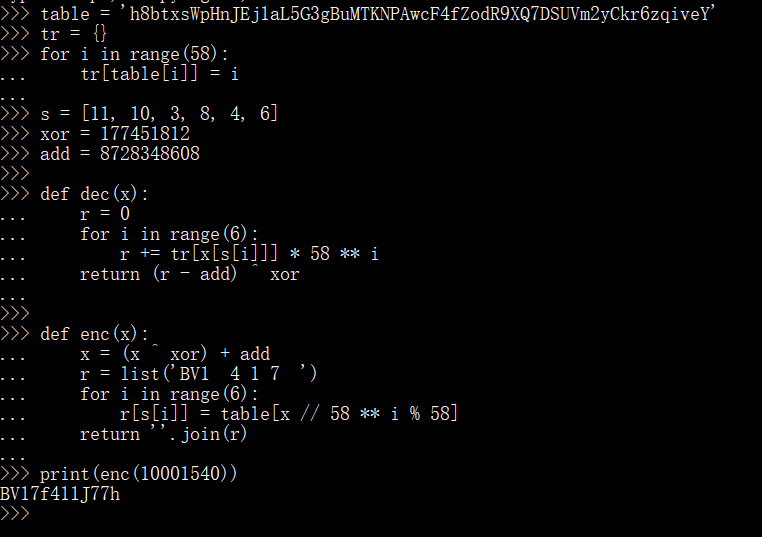 >>> table = 'h8btxsWpHnJEj1aL5G3gBuMTKNPAwcF4fZodR9XQ7DSUVm2yCkr6zqiveY'
>>> tr = {}
>>> for i in range(58):
...     tr[table[i]] = i
...
>>> s = [11, 10, 3, 8, 4, 6]
>>> xor = 177451812
>>> add = 8728348608
>>>
>>> def dec(x):
...     r = 0
...     for i in range(6):
...         r += tr[x[s[i]]] * 58 ** i
...     return (r - add) ^ xor
...
>>>
>>> def enc(x):
...     x = (x ^ xor) + add
...     r = list('BV1  4 1 7  ')
...     for i in range(6):
...         r[s[i]] = table[x // 58 ** i % 58]
...     return ''.join(r)
...
>>> print(enc(10001540))
BV17f411J77h
>>>